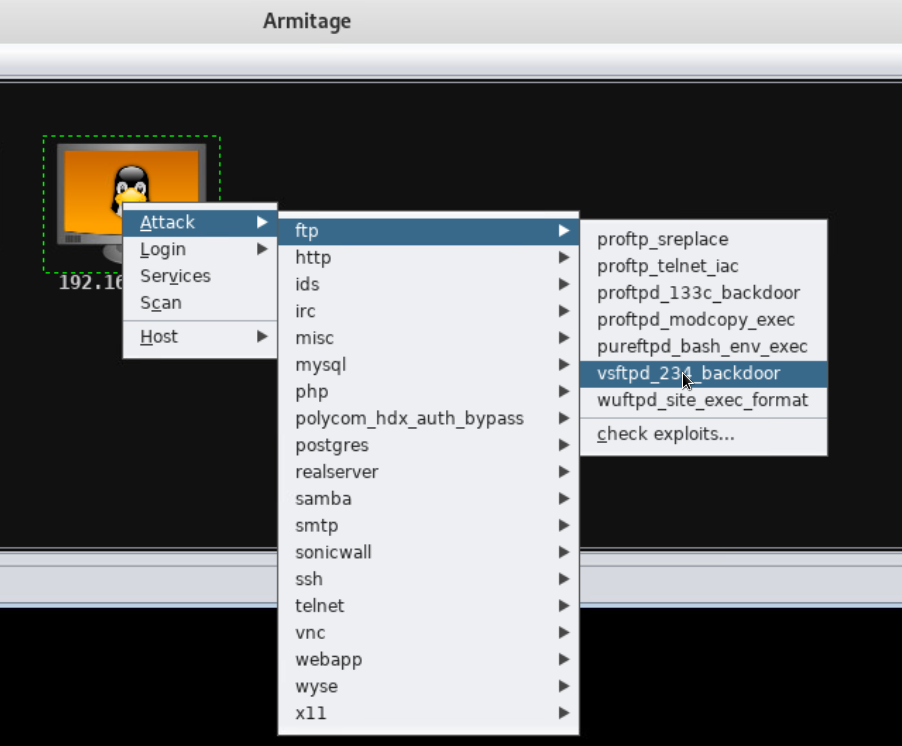 Armitage
192.16
Attack
Login
Services
Scan
Host
ftp
http
ids
irc
misc
mysql
php
polycom_hdx_auth_bypass
postgres
realserver
samba
smtp
sonicwall
ssh
telnet
vnc
webapp
wyse
x11
proftp_sreplace
proftp_telnet_iac
proftpd_133c_backdoor
proftpd_modcopy_exec
pureftpd_bash_env_exec
vsftpd_234_backdoor
wuftpd_site_exec_format
check exploits...